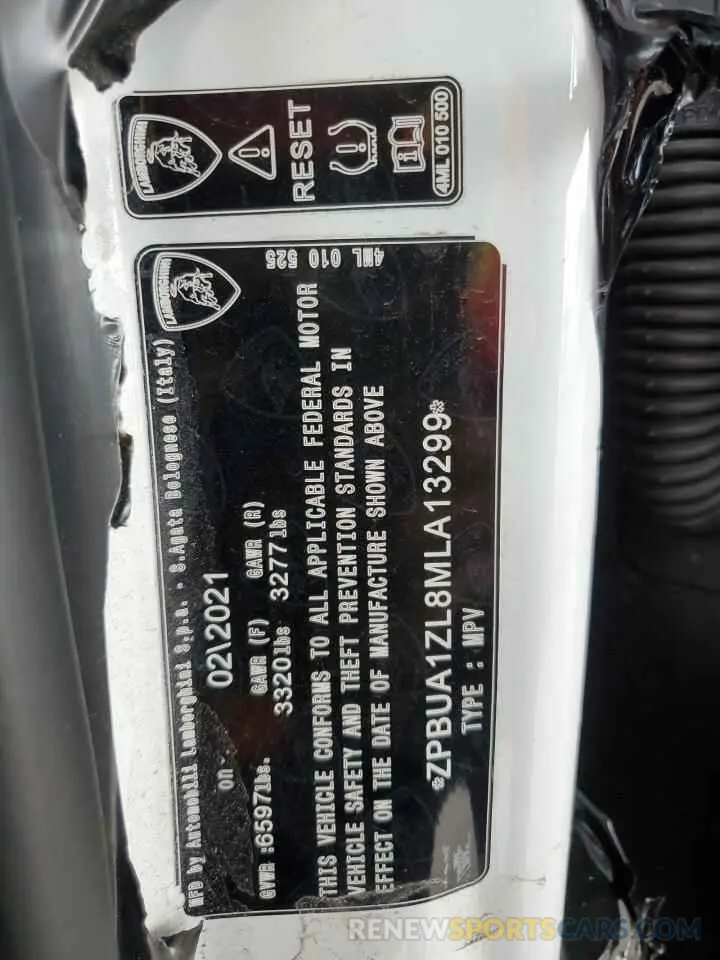 LAMBORGHINI
RESET
4ML 010 500
LAMBORGHINI
4ML 010 525
MFD by Automobili Lamborghini S.p.A. - S.Agata Bolognese (Italy)
on - 02\2021
GAWR (F) GAWR (R)
GVWR :6597lbs. 3320lbs 3277lbs
THIS VEHICLE CONFORMS TO ALL APPLICABLE FEDERAL MOTOR
VEHICLE SAFETY AND THEFT PREVENTION STANDARDS IN
EFFECT ON THE DATE OF MANUFACTURE SHOWN ABOVE
*ZPBUA1ZL8MLA13299*
TYPE : MPV
RENEWSPORTSCARS.COM